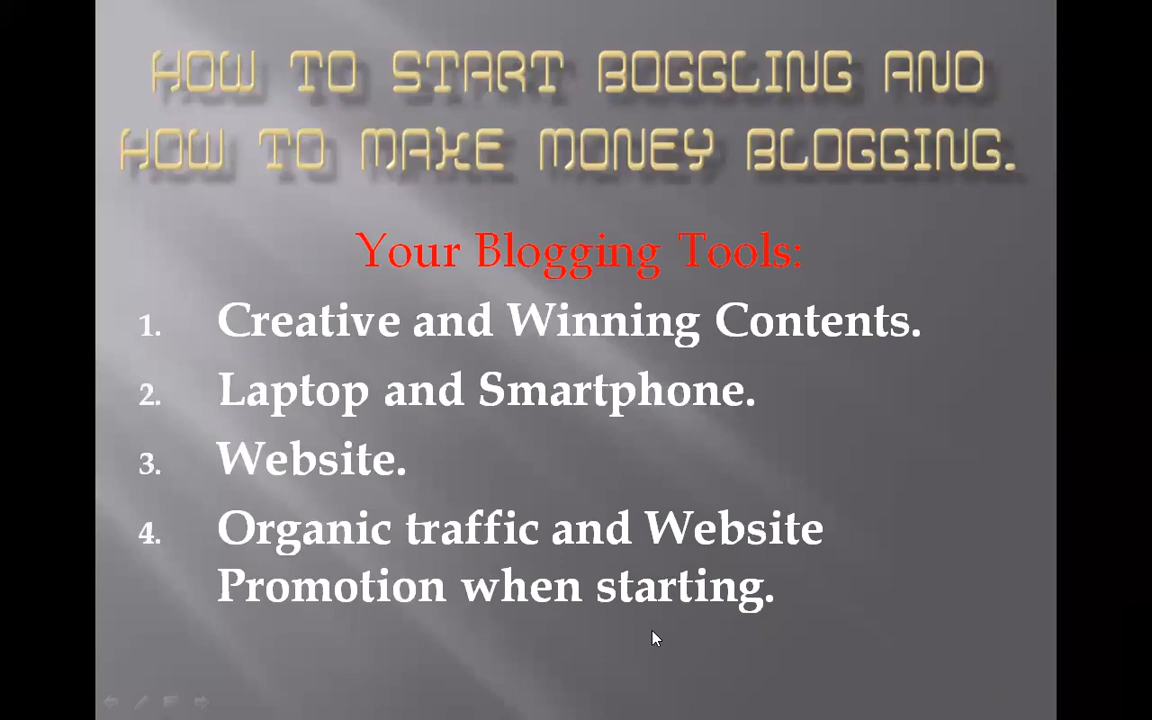 HOW TO START BOGGLING AND
HOW TO MAKE MONEY BLOGGING.
Your Blogging Tools:
1. Creative and Winning Contents.
2. Laptop and Smartphone.
3. Website.
4. Organic traffic and Website
Promotion when starting.